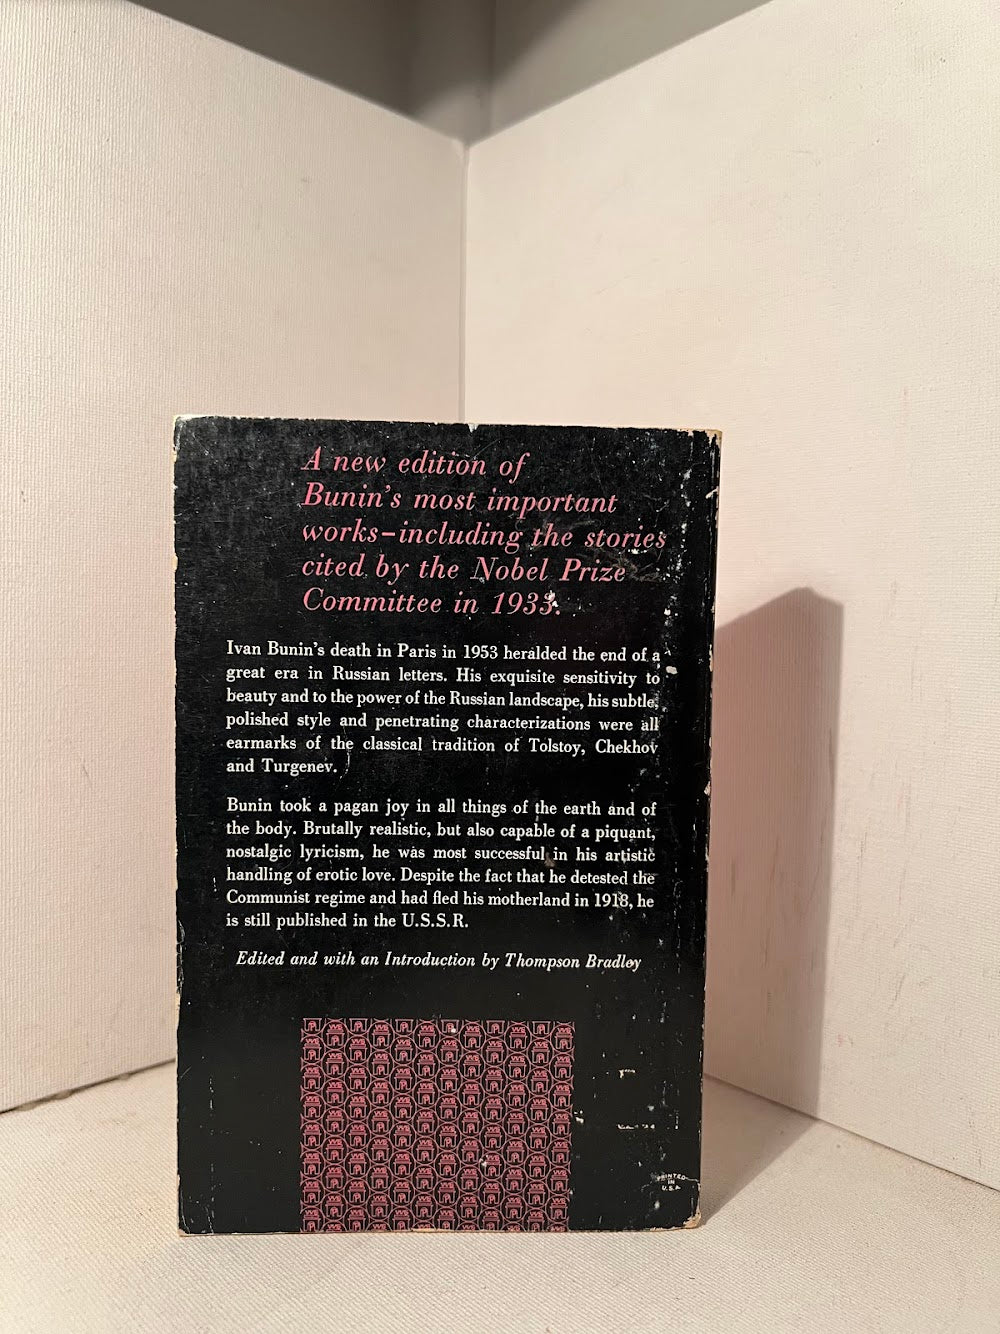 A new edition of
Bunin's most important
works—including the stories
cited by the Nobel Prize
Committee in 1933.
Ivan Bunin's death in Paris in 1953 heralded the end of a
great era in Russian letters. His exquisite sensitivity to
beauty and to the power of the Russian landscape, his subtle,
polished style and penetrating characterizations were all
earmarks of the classical tradition of Tolstoy, Chekhov
and Turgenev.
Bunin took a pagan joy in all things of the earth and of
the body. Brutally realistic, but also capable of a piquant,
nostalgic lyricism, he was most successful in his artistic
handling of erotic love. Despite the fact that he detested the
Communist regime and had fled his motherland in 1918, he
is still published in the U.S.S.R.
Edited and with an Introduction by Thompson Bradley
PRINTED
IN
U.S.A.